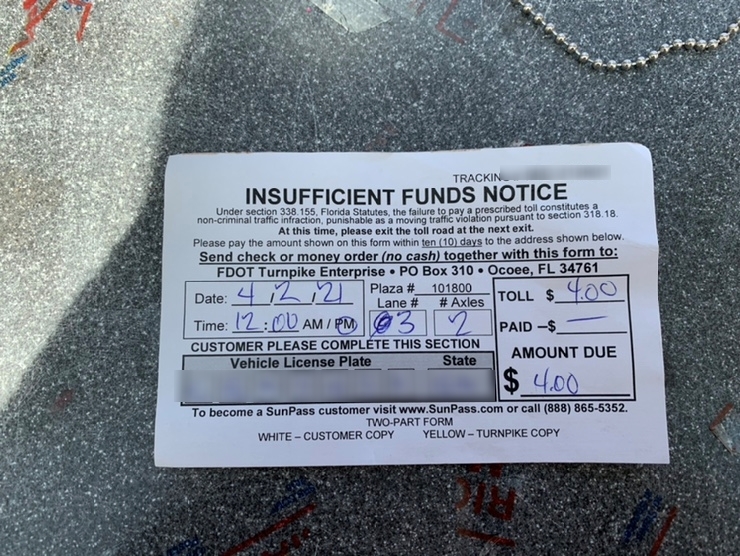 TRACKIN
INSUFFICIENT FUNDS NOTICE
Under section 338.155, Florida Statutes, the failure to pay a prescribed toll constitutes a
non-criminal traffic infraction, punishable as a moving traffic violation pursuant to section 318.18.
At this time, please exit the toll road at the next exit.
Please pay the amount shown on this form within ten (10) days to the address shown below.
Send check or money order (no cash) together with this form to:
FDOT Turnpike Enterprise • PO Box 310 • Ocoee, FL 34761
Date: 4 / 2 / 21
Time: 12:00 AM / PM
Plaza # 101800
Lane # # Axles
03 2
TOLL $ 4.00
PAID –$ —
AMOUNT DUE
$ 4.00
CUSTOMER PLEASE COMPLETE THIS SECTION
Vehicle License Plate State
To become a SunPass customer visit www.SunPass.com or call (888) 865-5352.
TWO-PART FORM
WHITE – CUSTOMER COPY YELLOW – TURNPIKE COPY